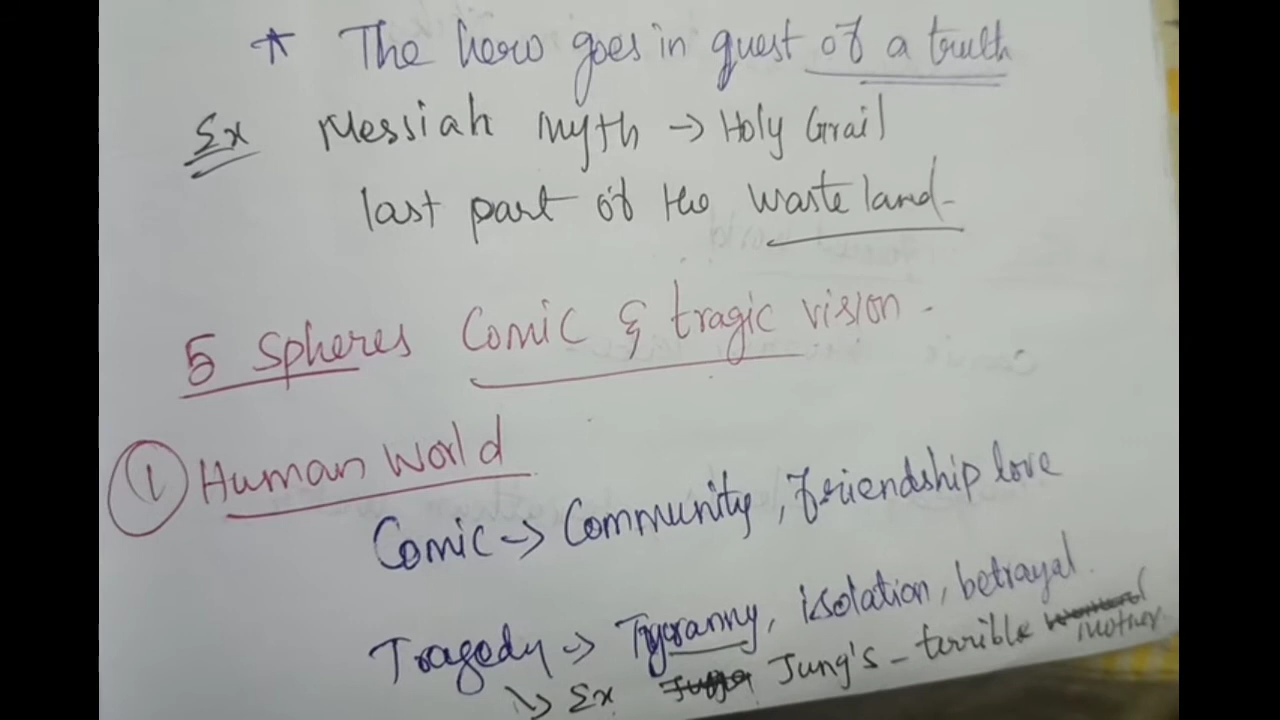 * The hero goes in quest of a truth
Ex Messiah myth → Holy Grail
last part of the waste land -
5 Spheres Comic & tragic vision -
① Human World
Comic → Community, friendship love
Tragedy → Tyranny, isolation, betrayal.
↳ Ex Jung's - terrible mother.